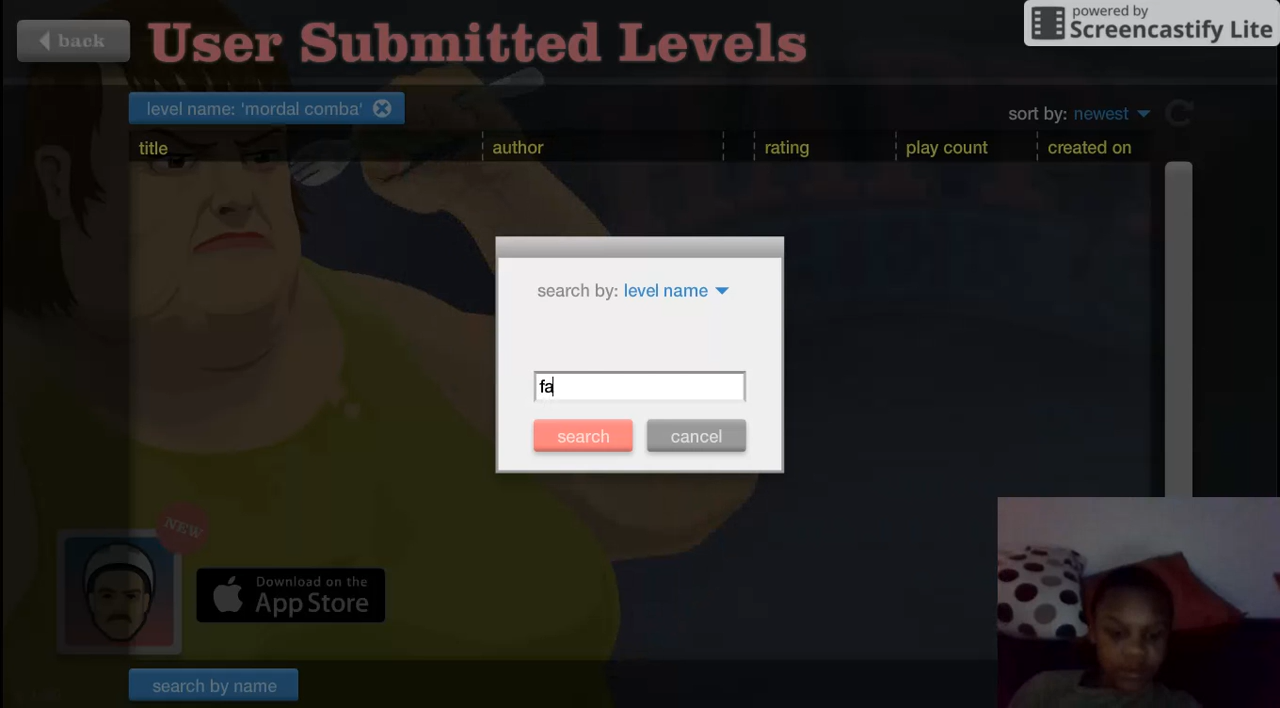 back
User Submitted Levels
powered by
Screencastify Lite
level name: 'mordal comba'
sort by: newest
title author rating play count created on
search by: level name
fa
search cancel
NEW
Download on the
App Store
search by name